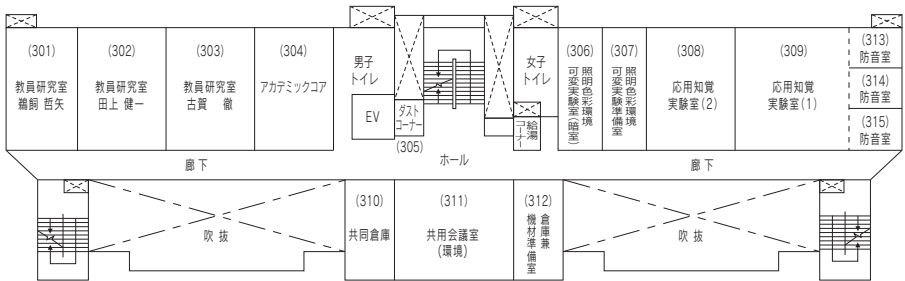 (301)
教員研究室
鵜飼 哲矢
(302)
教員研究室
田上 健一
(303)
教員研究室
古賀　徹
(304)
アカデミックコア
男子
トイレ
EV
ダスト
コーナー
(305)
ホール
女子
トイレ
給湯
コーナー
(306)
照明色彩環境
可変実験室(暗室)
(307)
照明色彩環境
可変実験準備室
(308)
応用知覚
実験室(2)
(309)
応用知覚
実験室(1)
(313)
防音室
(314)
防音室
(315)
防音室
廊下
廊下
吹抜
(310)
共同倉庫
(311)
共用会議室
(環境)
(312)
倉庫兼
機材準備室
吹抜